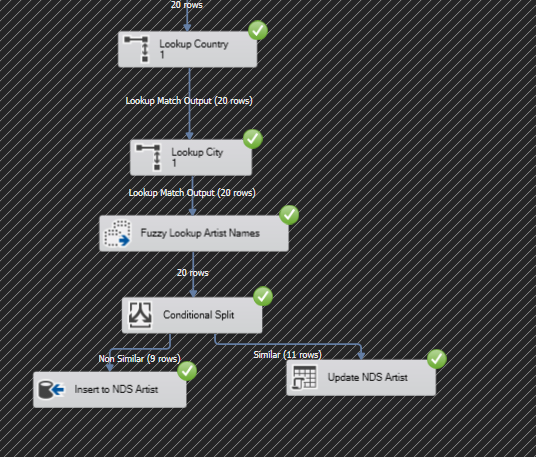 20 rows
Lookup Country
1
Lookup Match Output (20 rows)
Lookup City
1
Lookup Match Output (20 rows)
Fuzzy Lookup Artist Names
20 rows
Conditional Split
Non Similar (9 rows)
Similar (11 rows)
Insert to NDS Artist
Update NDS Artist